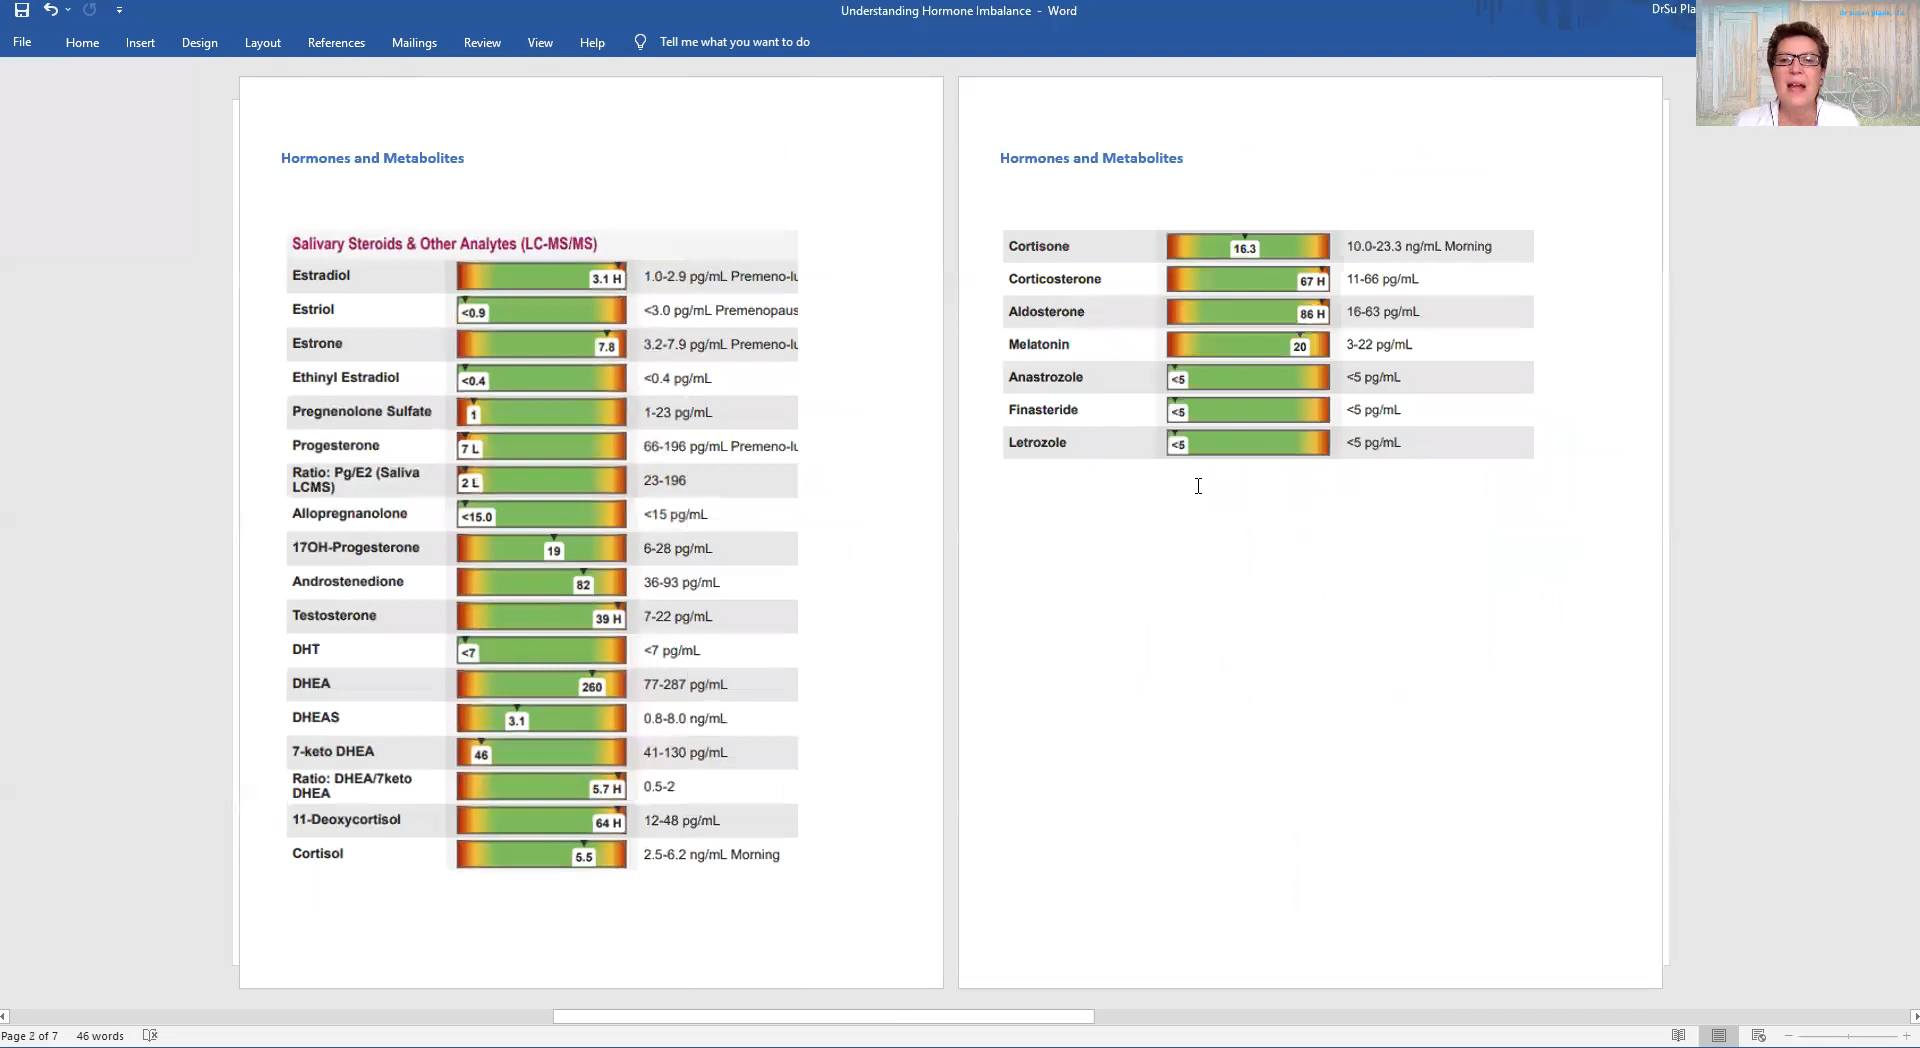 Understanding Hormone Imbalance - Word
DrSu Pla
File Home Insert Design Layout References Mailings Review View Help Tell me what you want to do
Hormones and Metabolites
Salivary Steroids & Other Analytes (LC-MS/MS)
Estradiol 3.1 H 1.0-2.9 pg/mL Premeno-lu
Estriol <0.9 <3.0 pg/mL Premenopaus
Estrone 7.8 3.2-7.9 pg/mL Premeno-lu
Ethinyl Estradiol <0.4 <0.4 pg/mL
Pregnenolone Sulfate 1 1-23 pg/mL
Progesterone 7 L 66-196 pg/mL Premeno-lu
Ratio: Pg/E2 (Saliva
LCMS) 2 L 23-196
Allopregnanolone <15.0 <15 pg/mL
17OH-Progesterone 19 6-28 pg/mL
Androstenedione 82 36-93 pg/mL
Testosterone 39 H 7-22 pg/mL
DHT <7 <7 pg/mL
DHEA 260 77-287 pg/mL
DHEAS 3.1 0.8-8.0 ng/mL
7-keto DHEA 46 41-130 pg/mL
Ratio: DHEA/7keto
DHEA 5.7 H 0.5-2
11-Deoxycortisol 64 H 12-48 pg/mL
Cortisol 5.5 2.5-6.2 ng/mL Morning
Hormones and Metabolites
Cortisone 16.3 10.0-23.3 ng/mL Morning
Corticosterone 67 H 11-66 pg/mL
Aldosterone 86 H 16-63 pg/mL
Melatonin 20 3-22 pg/mL
Anastrozole <5 <5 pg/mL
Finasteride <5 <5 pg/mL
Letrozole <5 <5 pg/mL
Page 2 of 7 46 words